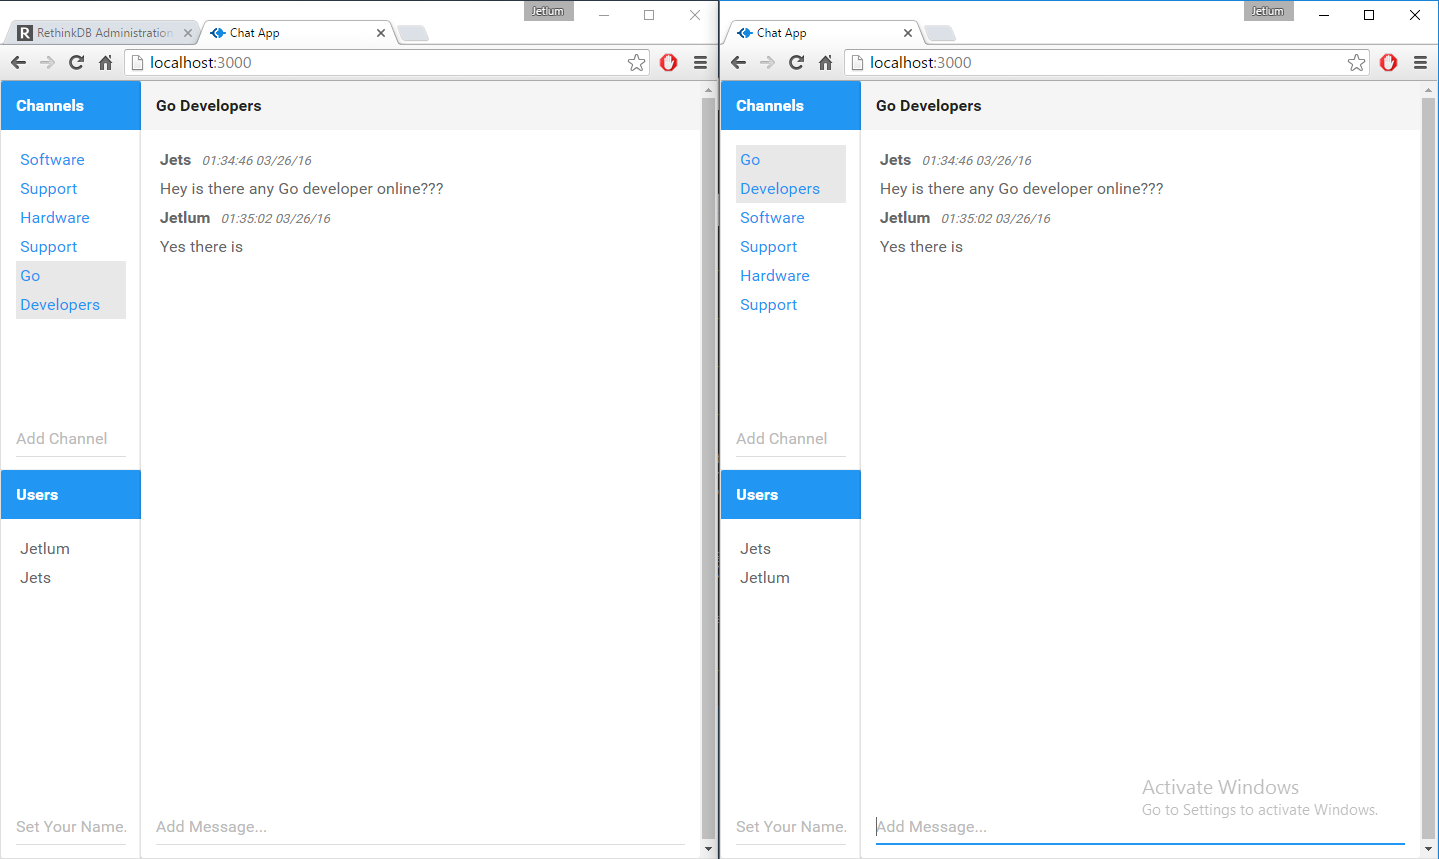 Jetlum
RethinkDB Administration
Chat App
localhost:3000
Channels
Go Developers
Software
Support
Hardware
Support
Go
Developers
Jets 01:34:46 03/26/16
Hey is there any Go developer online???
Jetlum 01:35:02 03/26/16
Yes there is
Add Channel
Users
Jetlum
Jets
Set Your Name.
Add Message...
Jetlum
Chat App
localhost:3000
Channels
Go Developers
Go
Developers
Software
Support
Hardware
Support
Jets 01:34:46 03/26/16
Hey is there any Go developer online???
Jetlum 01:35:02 03/26/16
Yes there is
Add Channel
Users
Jets
Jetlum
Activate Windows
Go to Settings to activate Windows.
Set Your Name.
Add Message...